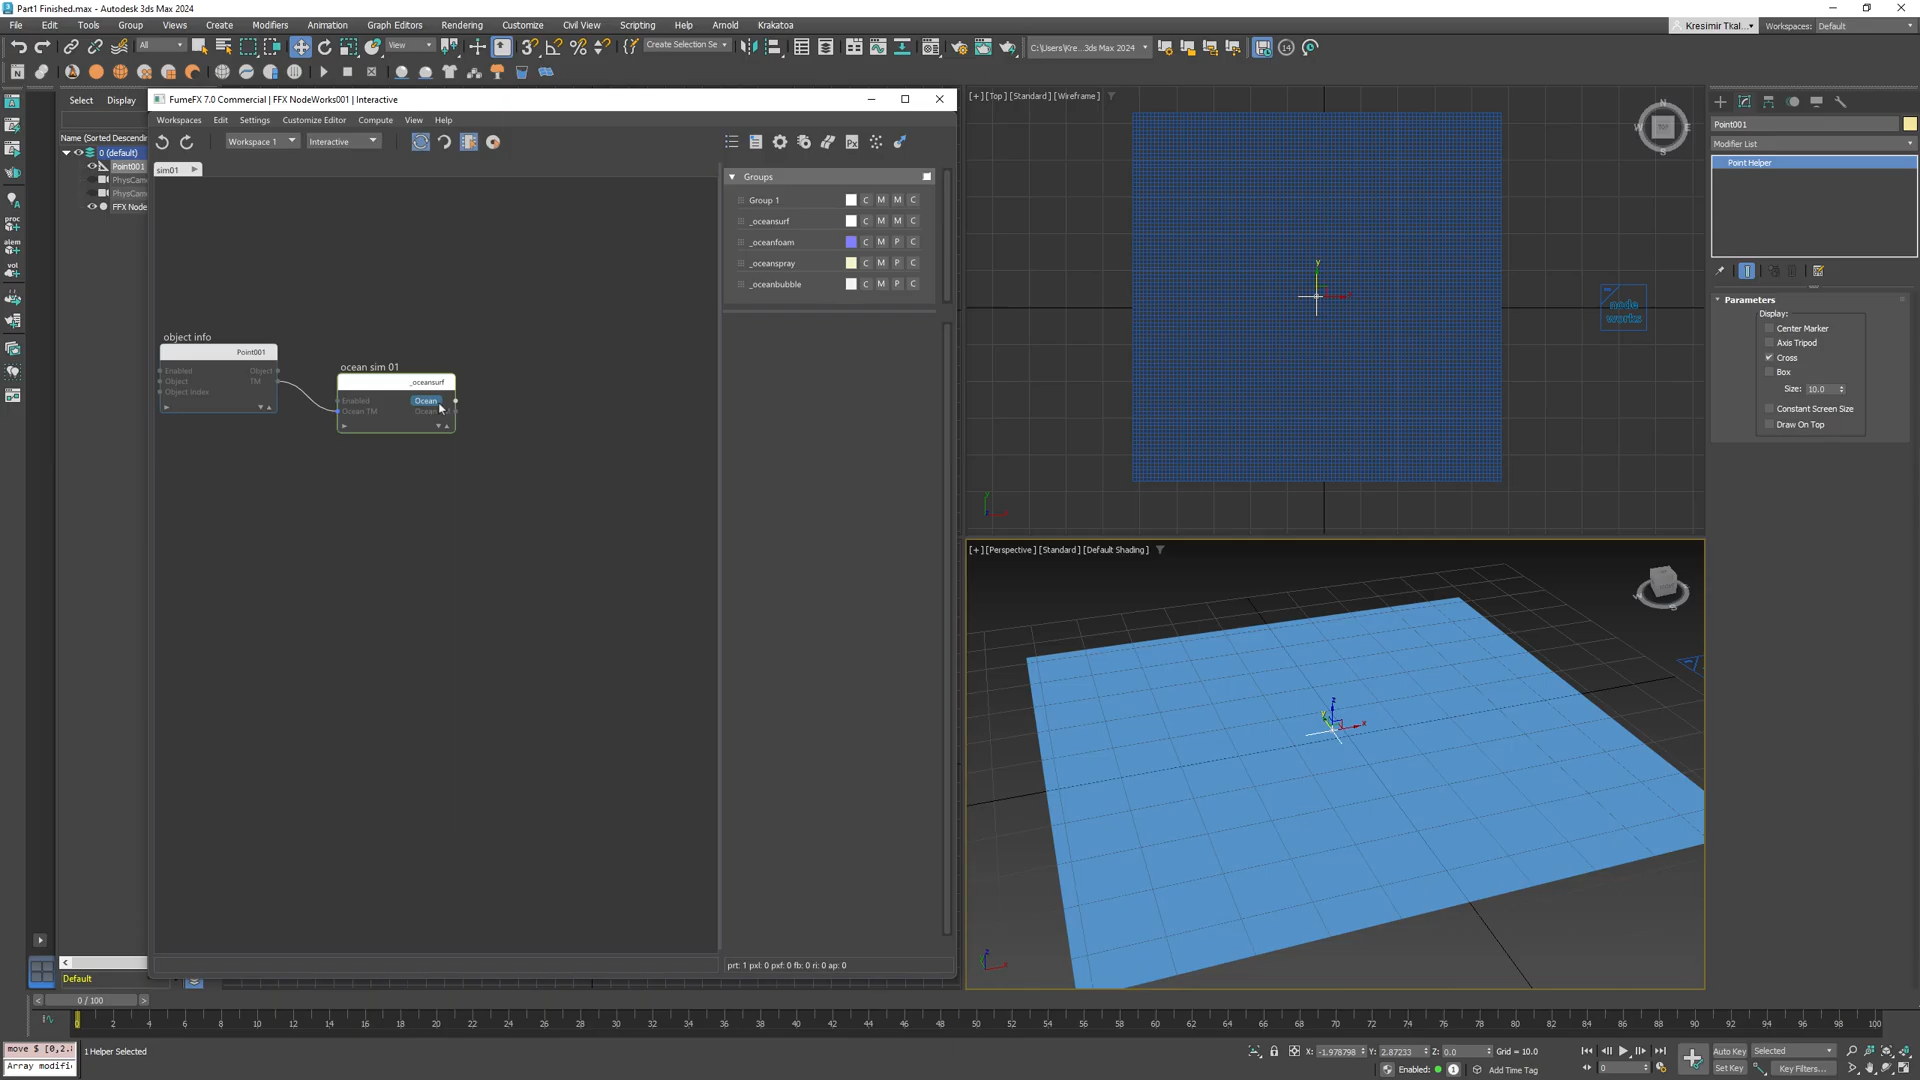 Part1 Finished.max - Autodesk 3ds Max 2024
File Edit Tools Group Views Create Modifiers Animation Graph Editors Rendering Customize Civil View Scripting Help Arnold Krakatoa
Kresimir Tkal... Workspaces: Default
All View Create Selection Se C:\Users\Kre...3ds Max 2024
Select Display
Name (Sorted Descendi
0 (default)
Point001
PhysCam
PhysCam
FFX Node
proc
alem
vol
FumeFX 7.0 Commercial | FFX NodeWorks001 | Interactive
Workspaces Edit Settings Customize Editor Compute View Help
Workspace 1 Interactive
Px
sim01
Groups
Group 1 C M M C
_oceansurf C M M C
_oceanfoam C M P C
_oceanspray C M P C
_oceanbubble C M P C
object info
Point001
Enabled Object
Object TM
Object Index
ocean sim 01
_oceansurf
Enabled Ocean
Ocean TM
prt: 1 pxl: 0 pxf: 0 fb: 0 ri: 0 ap: 0
[+] [Top] [Standard] [Wireframe]
TOP
node
works
[+] [Perspective] [Standard] [Default Shading]
Point001
Modifier List
Point Helper
Parameters
Display:
Center Marker
Axis Tripod
Cross
Box
Size: 10.0
Constant Screen Size
Draw On Top
Default
0 / 100
0 2 4 6 8 10 12 14 16 18 20 22 24 26 28 30 32 34 36 38 40 42 44 46 48 50 52 54 56 58 60 62 64 66 68 70 72 74 76 78 80 82 84 86 88 90 92 94 96 98 100
move $ [0,2.
Array modifi
1 Helper Selected
X: -1.978798 Y: 2.87233 Z: 0.0 Grid = 10.0
Enabled: 1 Add Time Tag
0
Auto Key Selected
Set Key Key Filters...